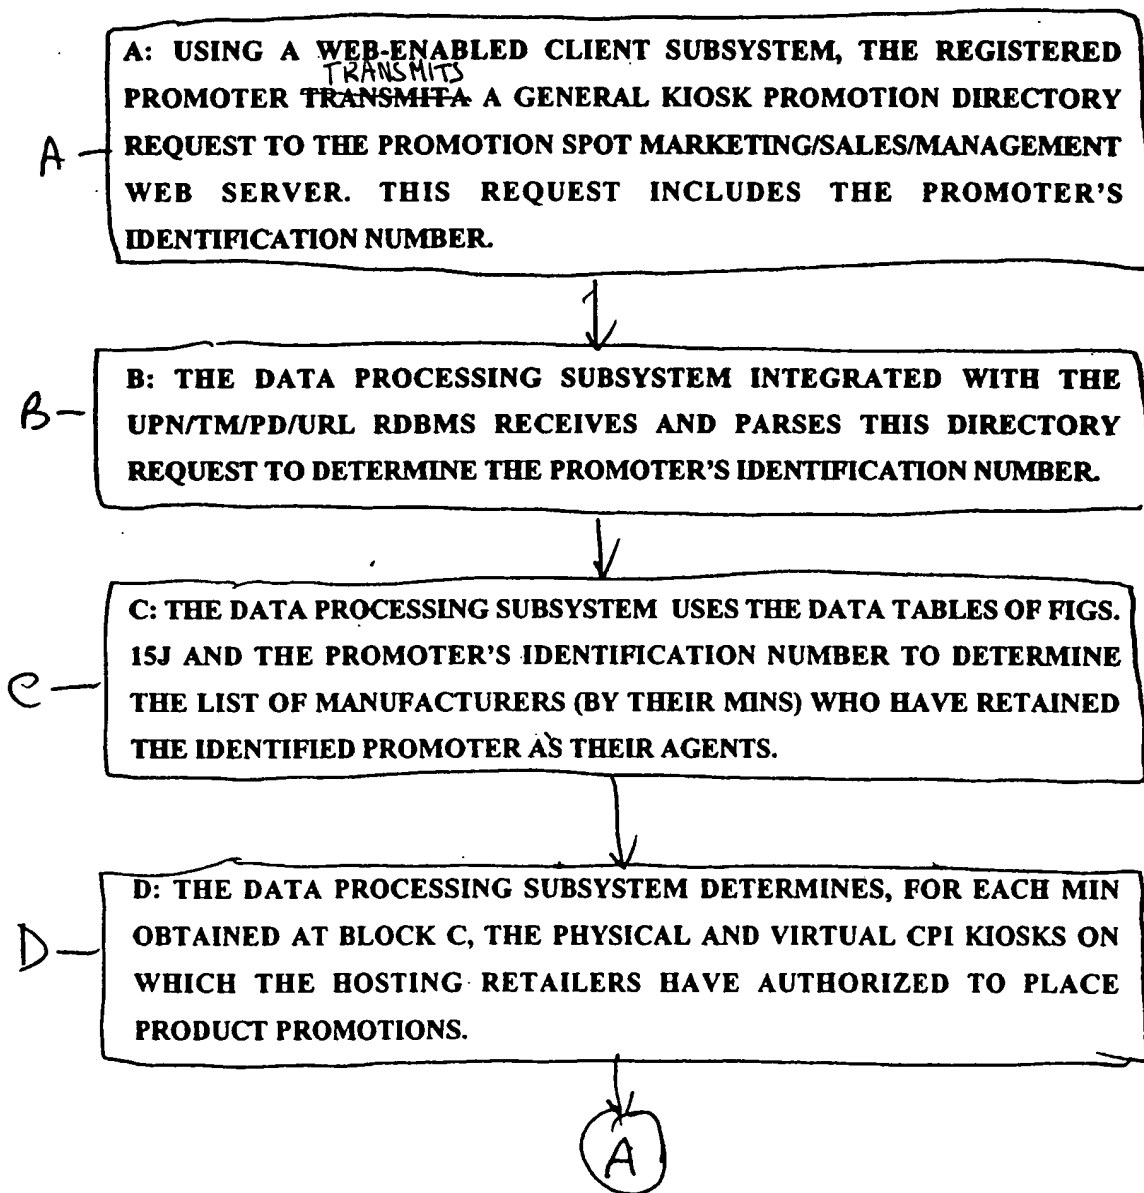 A: USING A WEB-ENABLED CLIENT SUBSYSTEM, THE REGISTERED
TRANSMITS
PROMOTER TRANSMITA A GENERAL KIOSK PROMOTION DIRECTORY
A
REQUEST TO THE PROMOTION SPOT MARKETING/SALES/MANAGEMENT
WEB SERVER. THIS REQUEST INCLUDES THE PROMOTER'S
IDENTIFICATION NUMBER.
B: THE DATA PROCESSING SUBSYSTEM INTEGRATED WITH THE
B
UPN/TM/PD/URL RDBMS RECEIVES AND PARSES THIS DIRECTORY
REQUEST TO DETERMINE THE PROMOTER'S IDENTIFICATION NUMBER.
C: THE DATA PROCESSING SUBSYSTEM USES THE DATA TABLES OF FIGS.
15J AND THE PROMOTER'S IDENTIFICATION NUMBER TO DETERMINE
C
THE LIST OF MANUFACTURERS (BY THEIR MINS) WHO HAVE RETAINED
THE IDENTIFIED PROMOTER AS THEIR AGENTS.
D: THE DATA PROCESSING SUBSYSTEM DETERMINES, FOR EACH MIN
OBTAINED AT BLOCK C, THE PHYSICAL AND VIRTUAL CPI KIOSKS ON
D
WHICH THE HOSTING RETAILERS HAVE AUTHORIZED TO PLACE
PRODUCT PROMOTIONS.
A